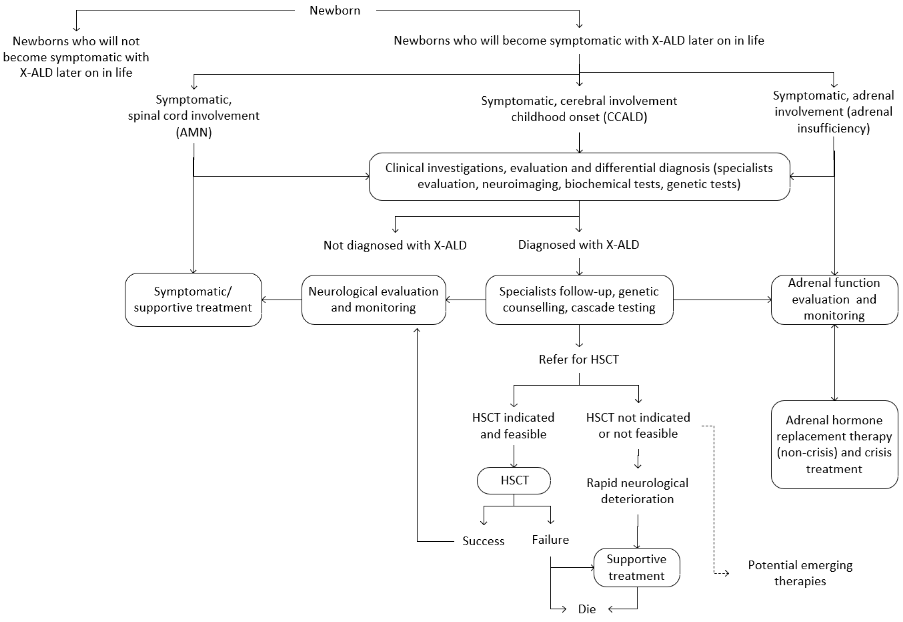 Newborn
Newborns who will not
become symptomatic with
X-ALD later on in life
Newborns who will become symptomatic with X-ALD later on in life
Symptomatic,
spinal cord involvement
(AMN)
Symptomatic, cerebral involvement
childhood onset (CCALD)
Symptomatic, adrenal
involvement (adrenal
insufficiency)
Clinical investigations, evaluation and differential diagnosis (specialists
evaluation, neuroimaging, biochemical tests, genetic tests)
Not diagnosed with X-ALD
Diagnosed with X-ALD
Symptomatic/
supportive treatment
Neurological evaluation
and monitoring
Specialists follow-up, genetic
counselling, cascade testing
Adrenal function
evaluation and
monitoring
Refer for HSCT
HSCT indicated
and feasible
HSCT not indicated
or not feasible
Adrenal hormone
replacement therapy
(non-crisis) and crisis
treatment
HSCT
Rapid neurological
deterioration
Success
Failure
Supportive
treatment
Potential emerging
therapies
Die